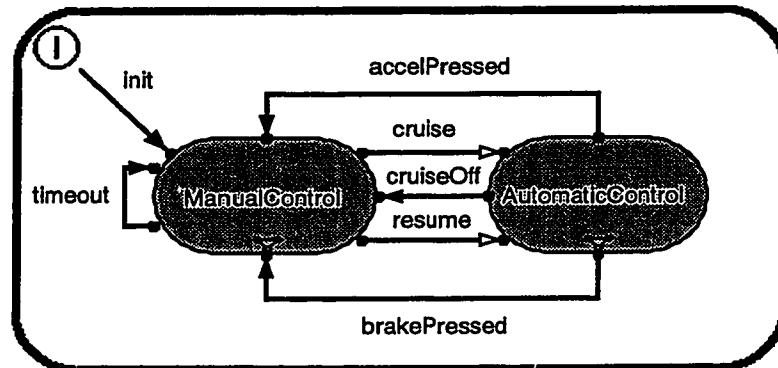 I
init
accelPressed
cruise
timeout
ManualControl
cruiseOff
AutomaticControl
resume
brakePressed